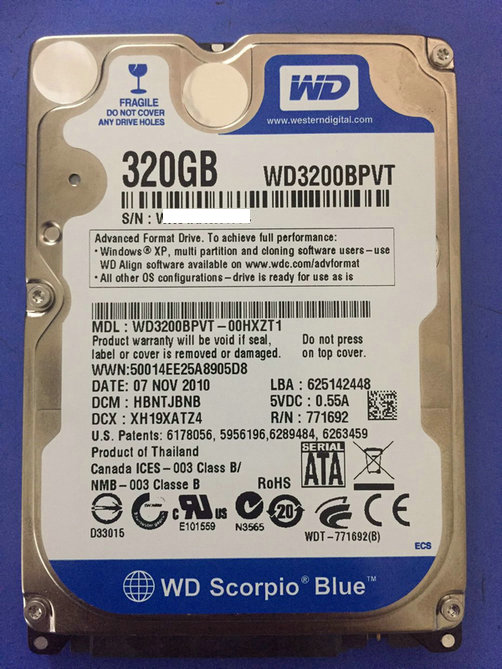 FRAGILE
DO NOT COVER
ANY DRIVE HOLES
WD
www.westerndigital.com
320GB WD3200BPVT
S/N : W
Advanced Format Drive. To achieve full performance:
• Windows® XP, multi partition and cloning software users - use
WD Align software available on www.wdc.com/advformat
• All other OS configurations - drive is ready for use as is
MDL : WD3200BPVT-00HXZT1
Product warranty will be void if seal, Do not press
label or cover is removed or damaged. on top cover.
WWN:50014EE25A8905D8
DATE: 07 NOV 2010 LBA : 625142448
DCM : HBNTJBNB 5VDC : 0.55A
DCX : XH19XATZ4 R/N : 771692
U.S. Patents: 6178056, 5956196,6289484, 6263459
Product of Thailand
Canada ICES-003 Class B/
NMB-003 Classe B RoHS
SERIAL
ATA
c US 20 CE
D33015 E101559 N3565
WDT-771692(B)
ECS
WD Scorpio® Blue™